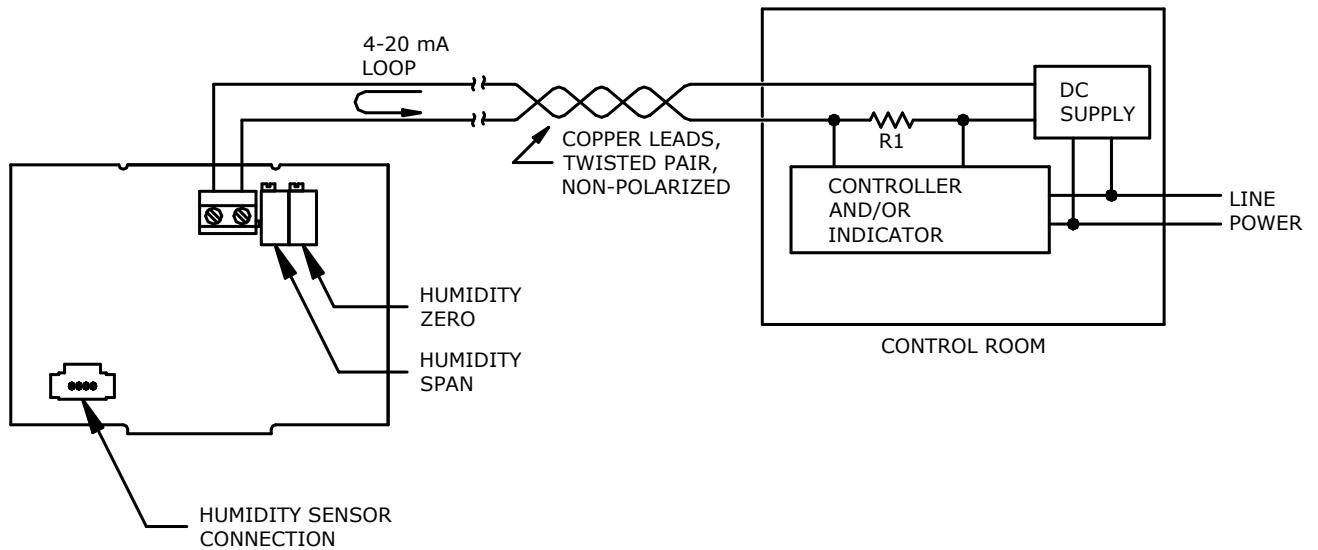 4-20 mA
LOOP
COPPER LEADS,
TWISTED PAIR,
NON-POLARIZED
DC
SUPPLY
R1
CONTROLLER
AND/OR
INDICATOR
LINE
POWER
CONTROL ROOM
HUMIDITY
ZERO
HUMIDITY
SPAN
HUMIDITY SENSOR
CONNECTION